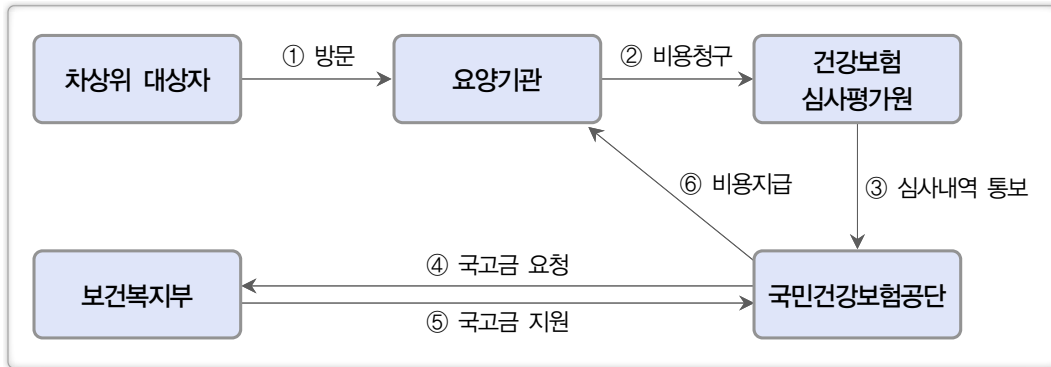 차상위 대상자
① 방문
요양기관
② 비용청구
건강보험
심사평가원
⑥ 비용지급
③ 심사내역 통보
보건복지부
④ 국고금 요청
⑤ 국고금 지원
국민건강보험공단